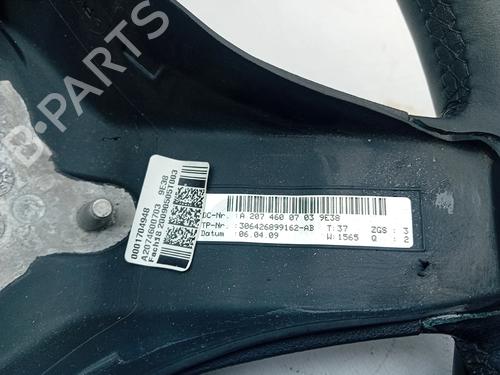 B-PARTS
0001704948
A2074600703 9E38
DC-Nr. :A 207 460 07 03 9E38
TP-Nr. :306426899162-AB T:37 ZGS : 3
Datum :06.04.09 W:1565 Q : 2